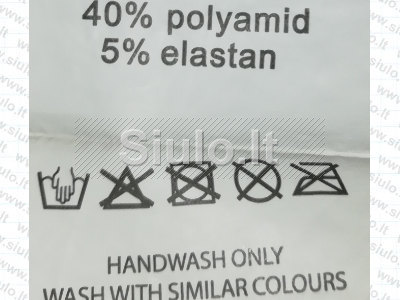 40% polyamid
5% elastan
Siulo.lt
HANDWASH ONLY
WASH WITH SIMILAR COLOURS